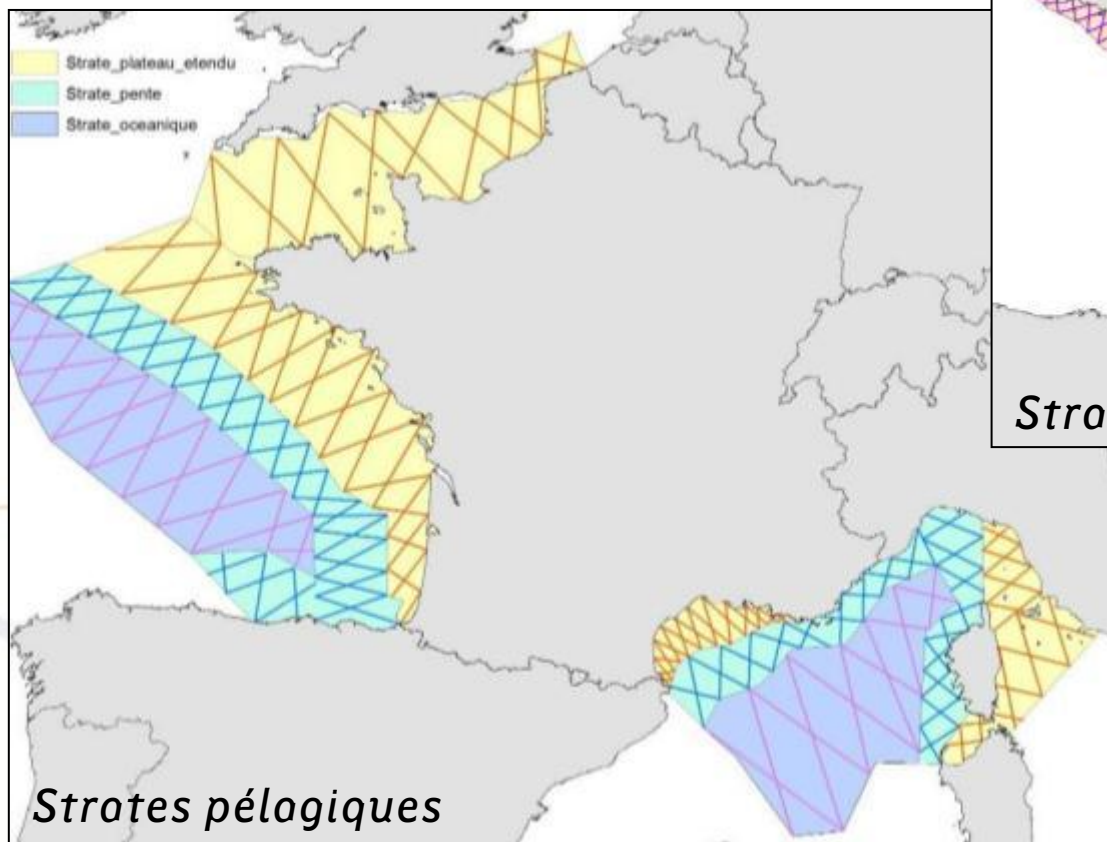 Strate_plateau_etendu
Strate_pente
Strate_oceanique
Stra
Strates pélagiques